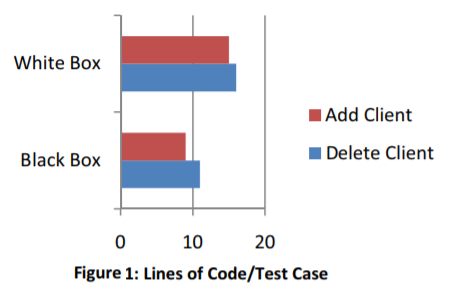 White Box
Black Box
Add Client
Delete Client
0 10 20
Figure 1: Lines of Code/Test Case